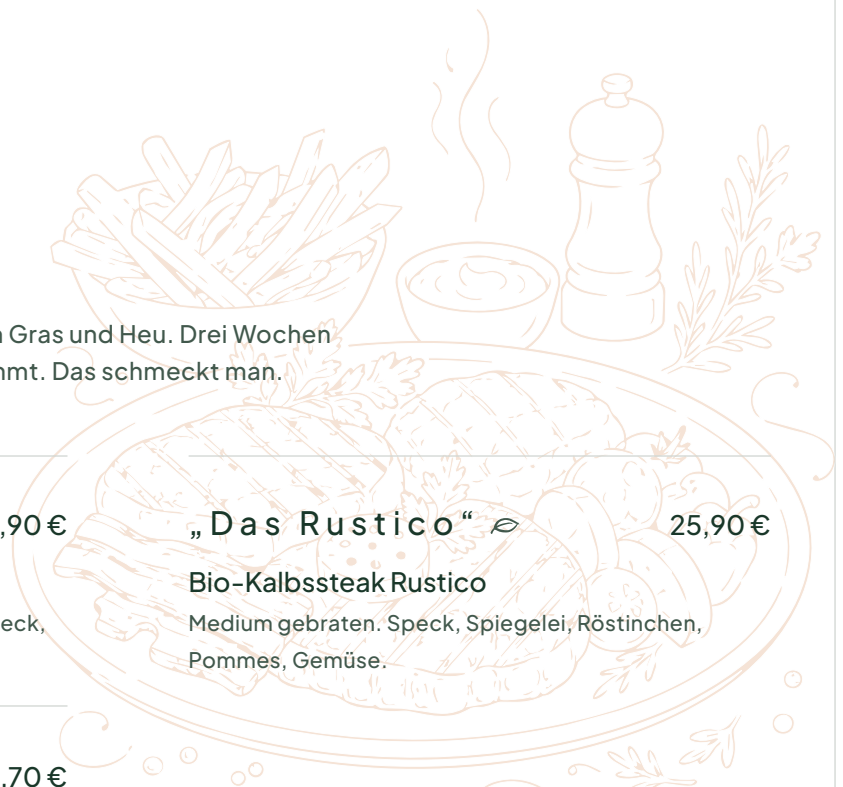 Gras und Heu. Drei Wochen
Das schmeckt man.
,90 €
„Das Rustico“ 25,90 €
Bio-Kalbssteak Rustico
eck,
Medium gebraten. Speck, Spiegelei, Röstinchen,
Pommes, Gemüse.
,70 €